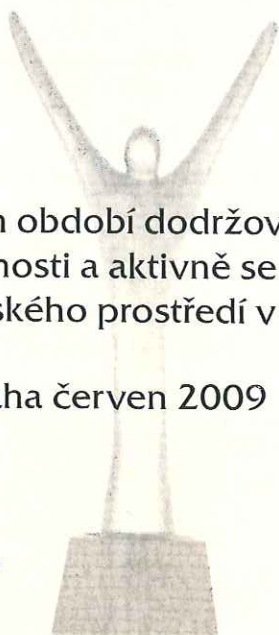 období dodržov
nosti a aktivně se
ského prostředí v
ha červen 2009